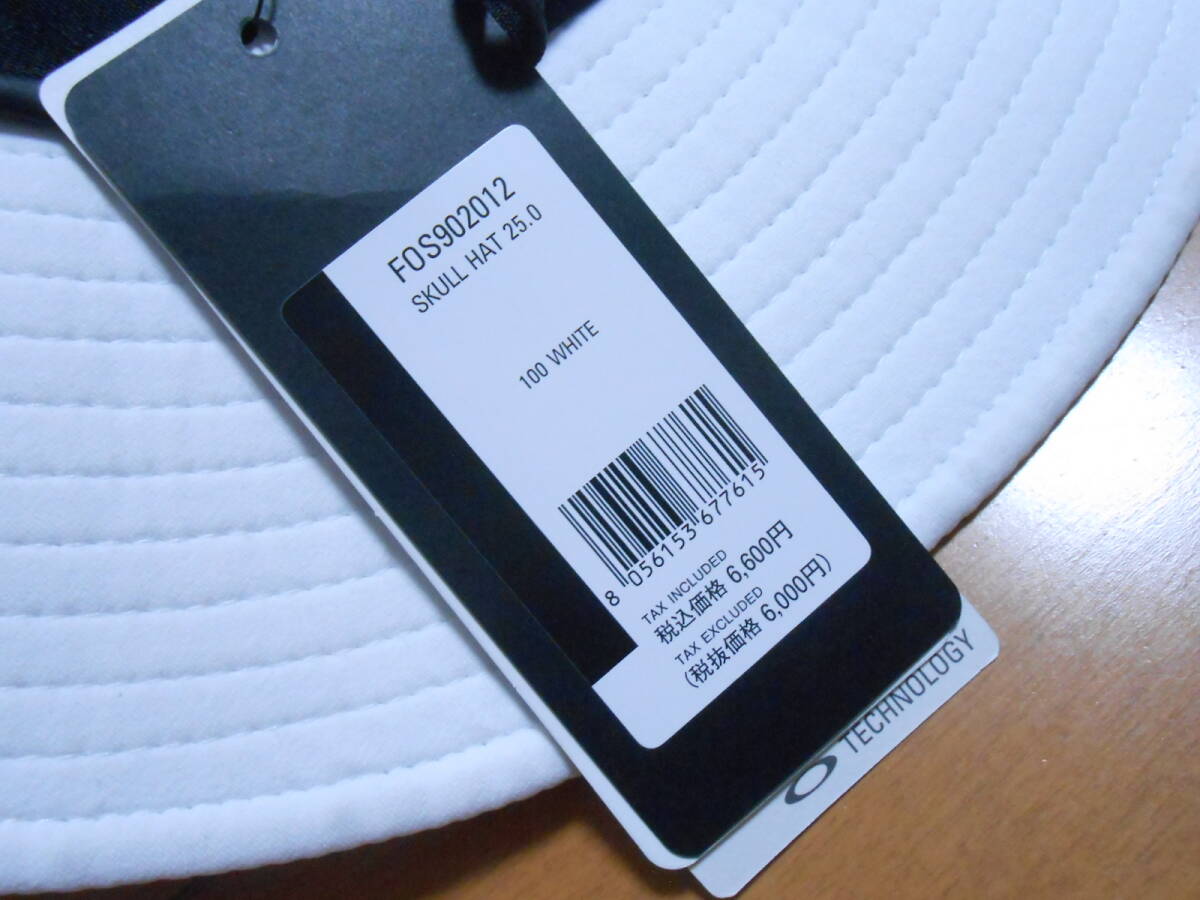 FOS902012
SKULL HAT 25.0
100 WHITE
8 056153 677615
TAX INCLUDED
税込価格 6,600円
TAX EXCLUDED
(税抜価格 6,000円)
TECHNOLOGY